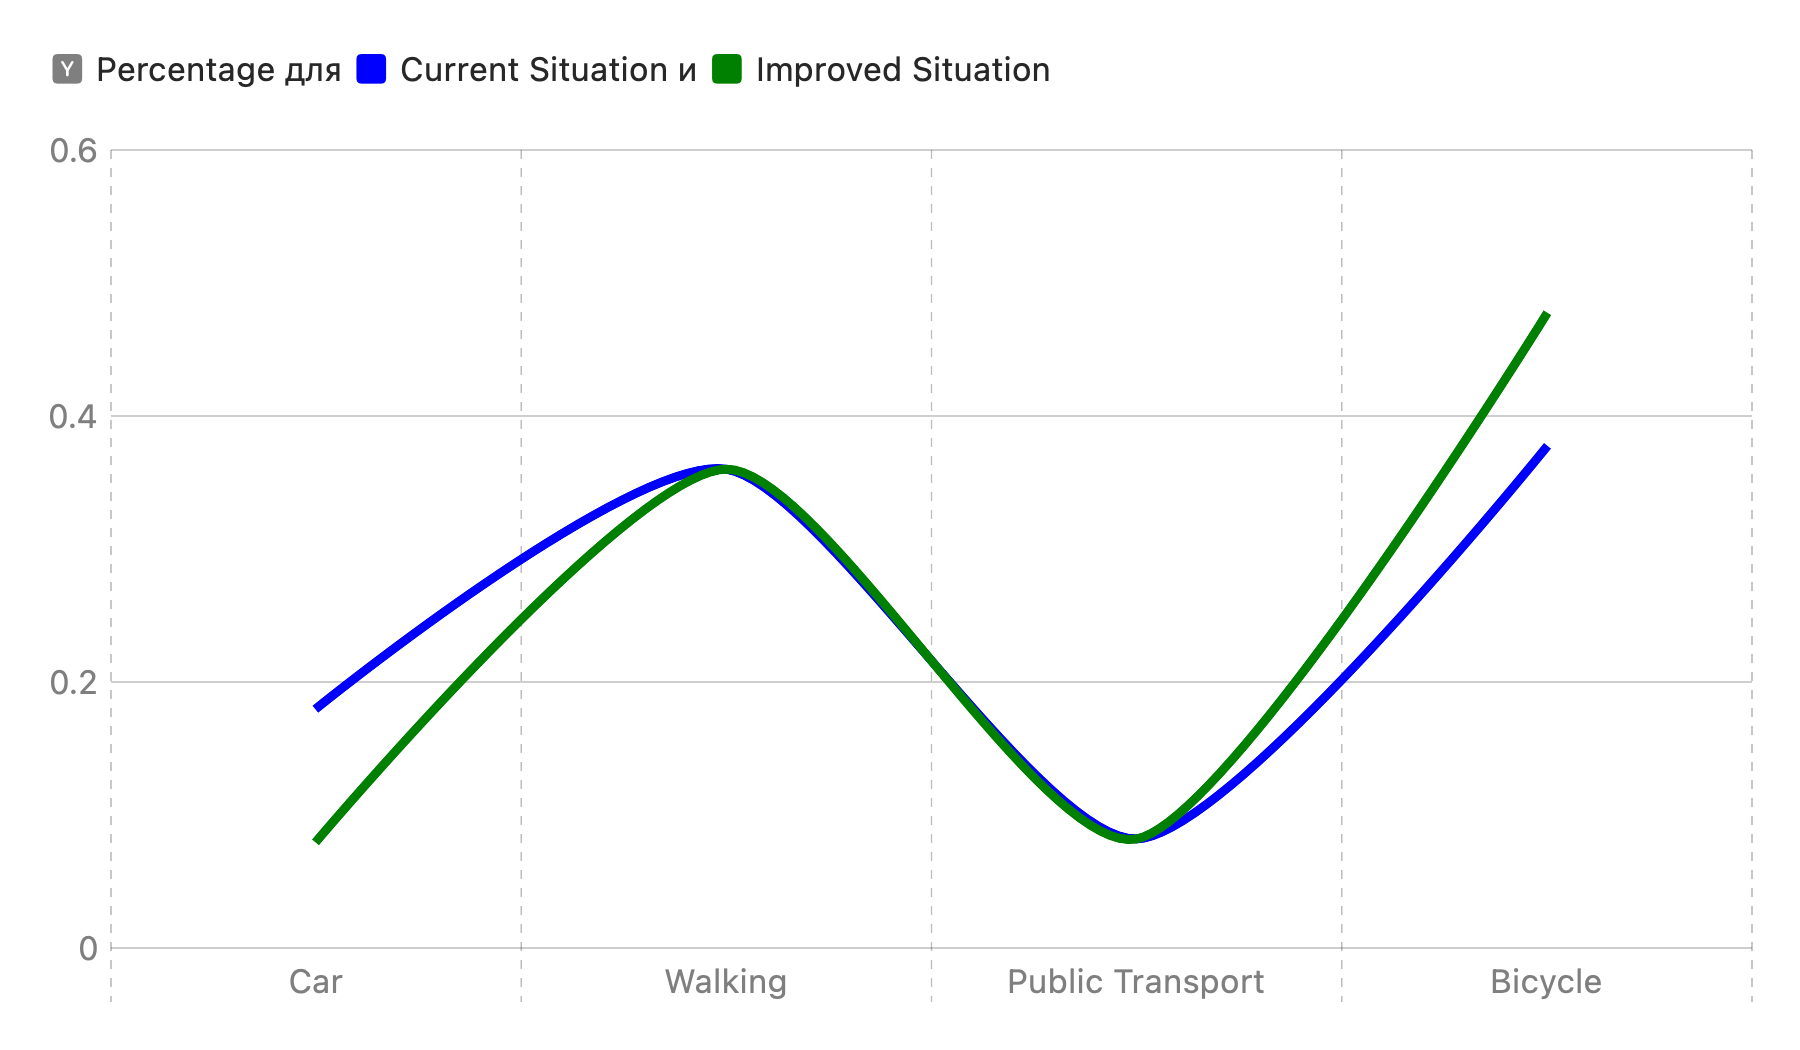 Y Percentage для Current Situation и Improved Situation
0.6
0.4
0.2
0
Car Walking Public Transport Bicycle